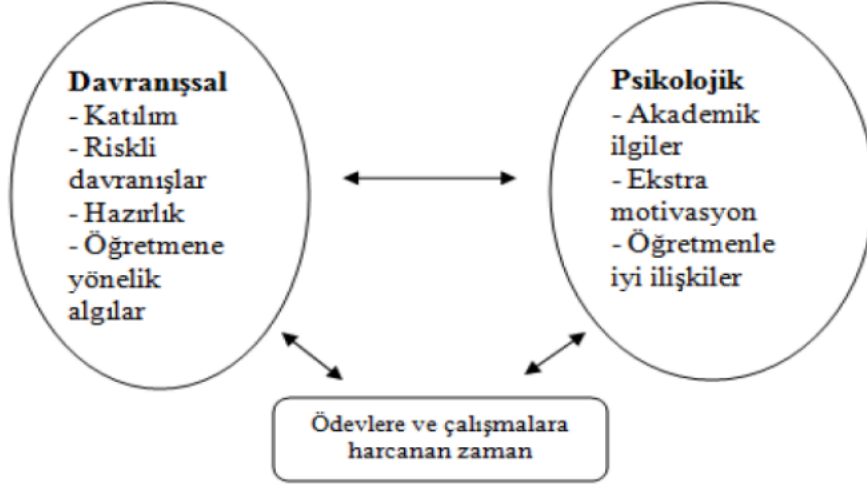 Davranışsal
- Katılım
- Riskli
davranışlar
- Hazırlık
- Öğretmene
yönelik
algılar
Psikolojik
- Akademik
ilgiler
- Ekstra
motivasyon
- Öğretmenle
iyi ilişkiler
Ödevlere ve çalışmalara
harcanan zaman